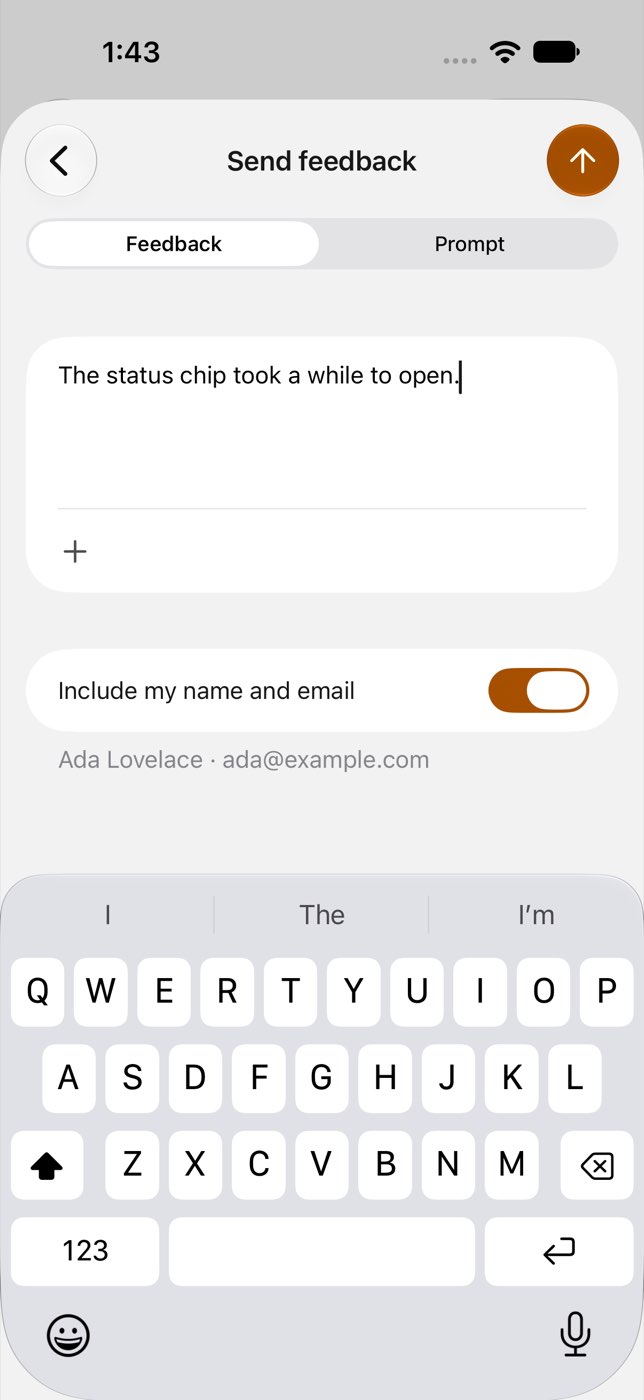 1:43
Send feedback
Feedback Prompt
The status chip took a while to open.
Include my name and email
Ada Lovelace · ada@example.com
I The I’m
Q W E R T Y U I O P
A S D F G H J K L
Z X C V B N M
123